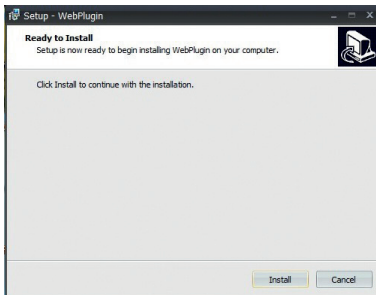 Setup - WebPlugin
Ready to Install
Setup is now ready to begin installing WebPlugin on your computer.
Click Install to continue with the installation.
Install
Cancel